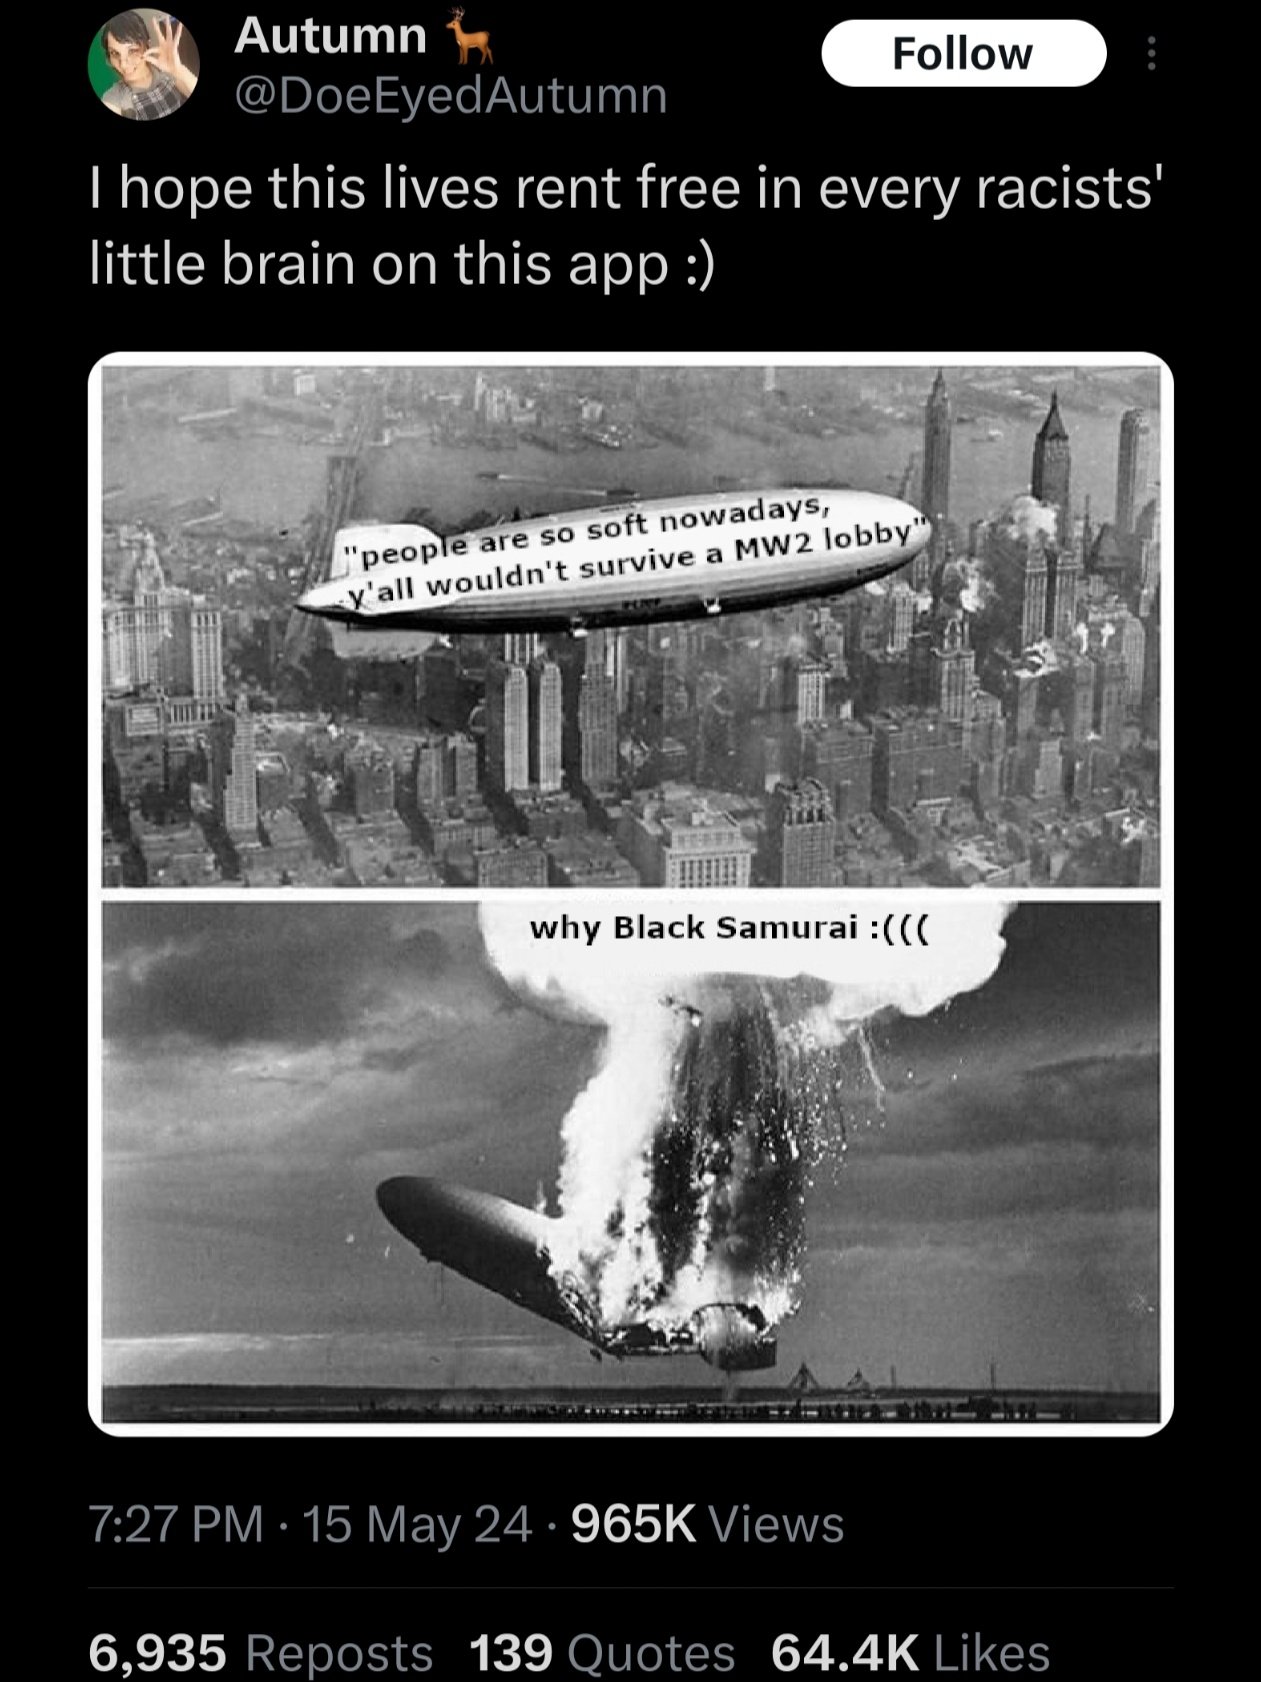 Autumn 🦌
@DoeEyedAutumn
Follow
I hope this lives rent free in every racists'
little brain on this app :)
"people are so soft nowadays,
y'all wouldn't survive a MW2 lobby"
why Black Samurai :(((
7:27 PM · 15 May 24 · 965K Views
6,935 Reposts 139 Quotes 64.4K Likes